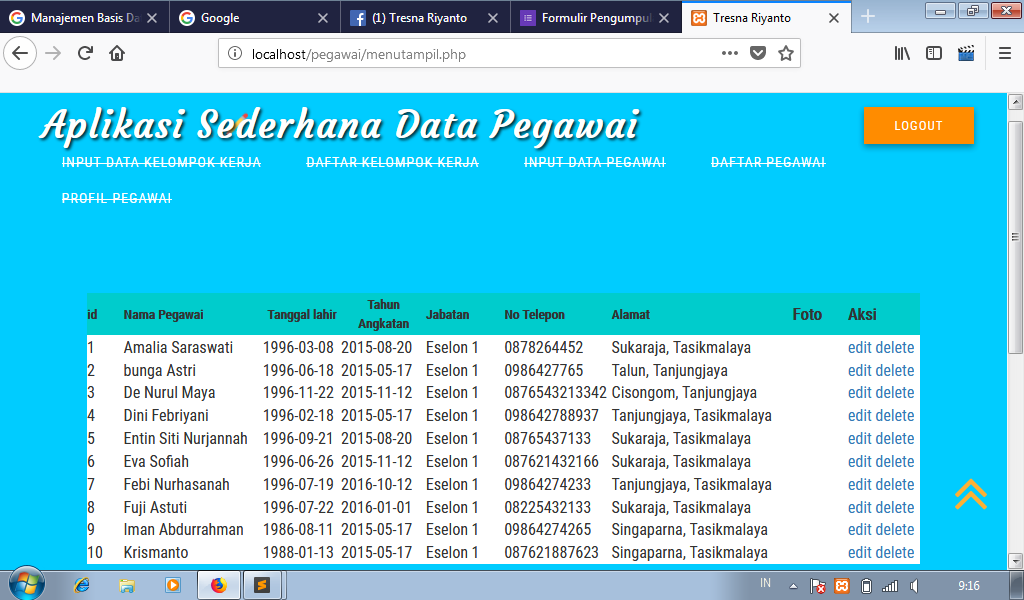 Manajemen Basis Da
Google
(1) Tresna Riyanto
Formulir Pengumpul
Tresna Riyanto
localhost/pegawai/menutampil.php
Aplikasi Sederhana Data Pegawai
LOGOUT
INPUT DATA KELOMPOK KERJA DAFTAR KELOMPOK KERJA INPUT DATA PEGAWAI DAFTAR PEGAWAI
PROFIL PEGAWAI
id Nama Pegawai Tanggal lahir Tahun Angkatan Jabatan No Telepon Alamat Foto Aksi
1 Amalia Saraswati 1996-03-08 2015-08-20 Eselon 1 0878264452 Sukaraja, Tasikmalaya edit delete
2 bunga Astri 1996-06-18 2015-05-17 Eselon 1 0986427765 Talun, Tanjungjaya edit delete
3 De Nurul Maya 1996-11-22 2015-11-12 Eselon 1 0876543213342 Cisongom, Tanjungjaya edit delete
4 Dini Febriyani 1996-02-18 2015-05-17 Eselon 1 098642788937 Tanjungjaya, Tasikmalaya edit delete
5 Entin Siti Nurjannah 1996-09-21 2015-08-20 Eselon 1 08765437133 Sukaraja, Tasikmalaya edit delete
6 Eva Sofiah 1996-06-26 2015-11-12 Eselon 1 087621432166 Sukaraja, Tasikmalaya edit delete
7 Febi Nurhasanah 1996-07-19 2016-10-12 Eselon 1 09864274233 Tanjungjaya, Tasikmalaya edit delete
8 Fuji Astuti 1996-07-22 2016-01-01 Eselon 1 08225432133 Sukaraja, Tasikmalaya edit delete
9 Iman Abdurrahman 1986-08-11 2015-05-17 Eselon 1 09864274265 Singaparna, Tasikmalaya edit delete
10 Krismanto 1988-01-13 2015-05-17 Eselon 1 087621887623 Singaparna, Tasikmalaya edit delete
IN
9:16